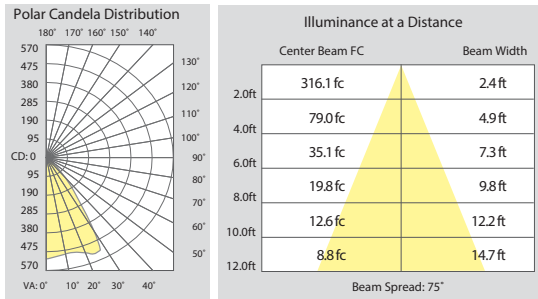 Polar Candela Distribution
180° 170° 160° 150° 140°
570
475
380
285
190
95
CD: 0
95
190
285
380
475
570
130°
120°
110°
100°
90°
80°
70°
60°
50°
VA: 0° 10° 20° 30° 40°
Illuminance at a Distance
Center Beam FC Beam Width
2.0ft 316.1 fc 2.4 ft
4.0ft 79.0 fc 4.9 ft
6.0ft 35.1 fc 7.3 ft
8.0ft 19.8 fc 9.8 ft
10.0ft 12.6 fc 12.2 ft
12.0ft 8.8 fc 14.7 ft
Beam Spread: 75°